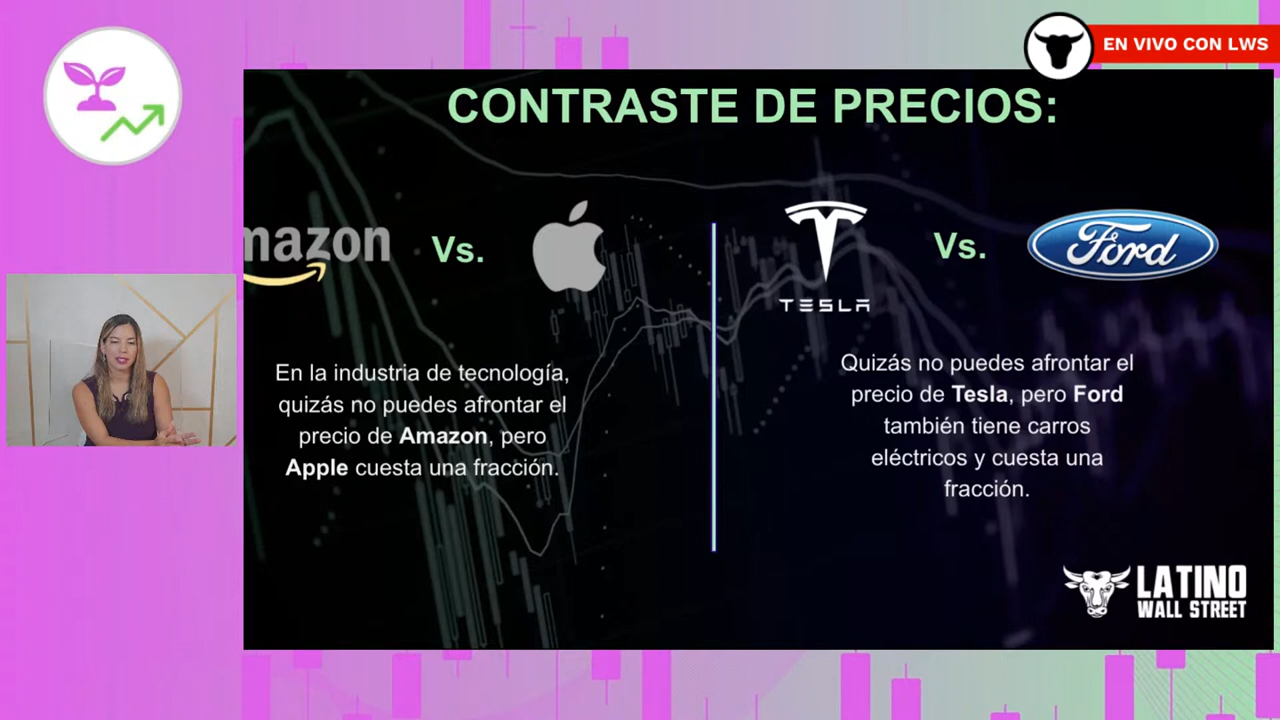 EN VIVO CON LWS
CONTRASTE DE PRECIOS:
mazon
Vs.
TESLA
Vs.
Ford
En la industria de tecnología,
quizás no puedes afrontar el
precio de Amazon, pero
Apple cuesta una fracción.
Quizás no puedes afrontar el
precio de Tesla, pero Ford
también tiene carros
eléctricos y cuesta una
fracción.
LATINO
WALL STREET